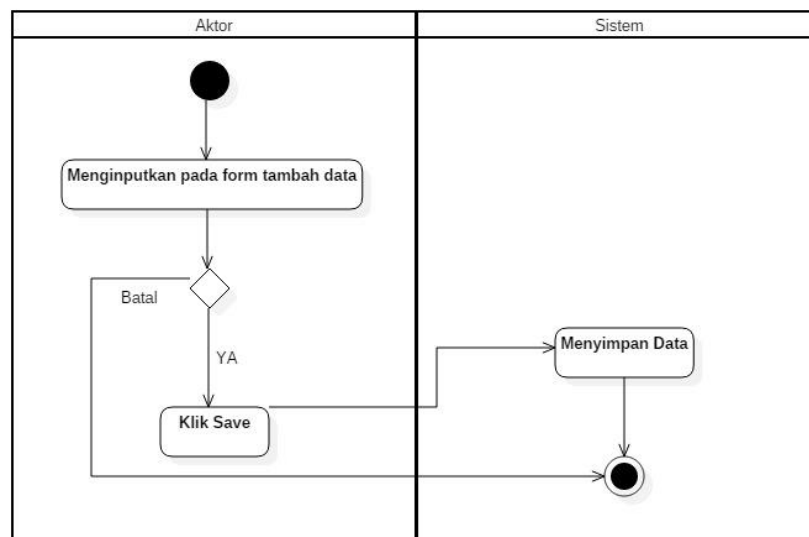 Aktor
Sistem
Menginputkan pada form tambah data
Batal
YA
Menyimpan Data
Klik Save